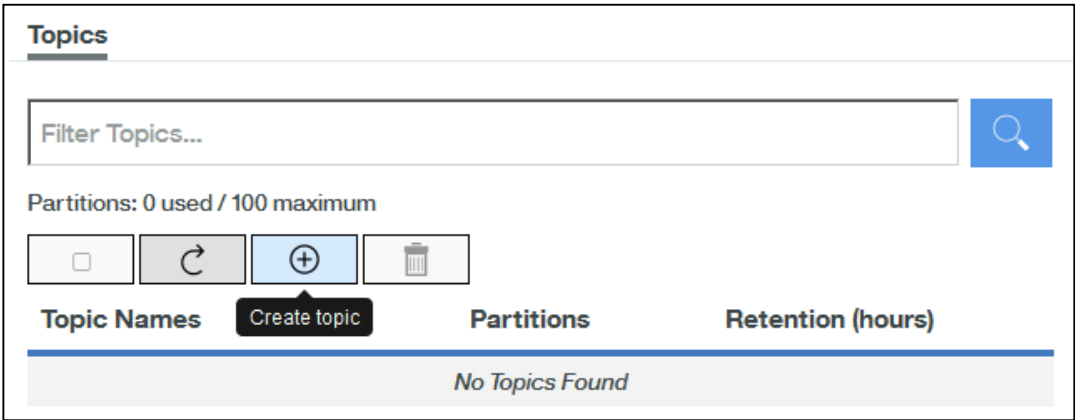 Topics
Filter Topics...
Partitions: 0 used / 100 maximum
Create topic
Topic Names Partitions Retention (hours)
No Topics Found